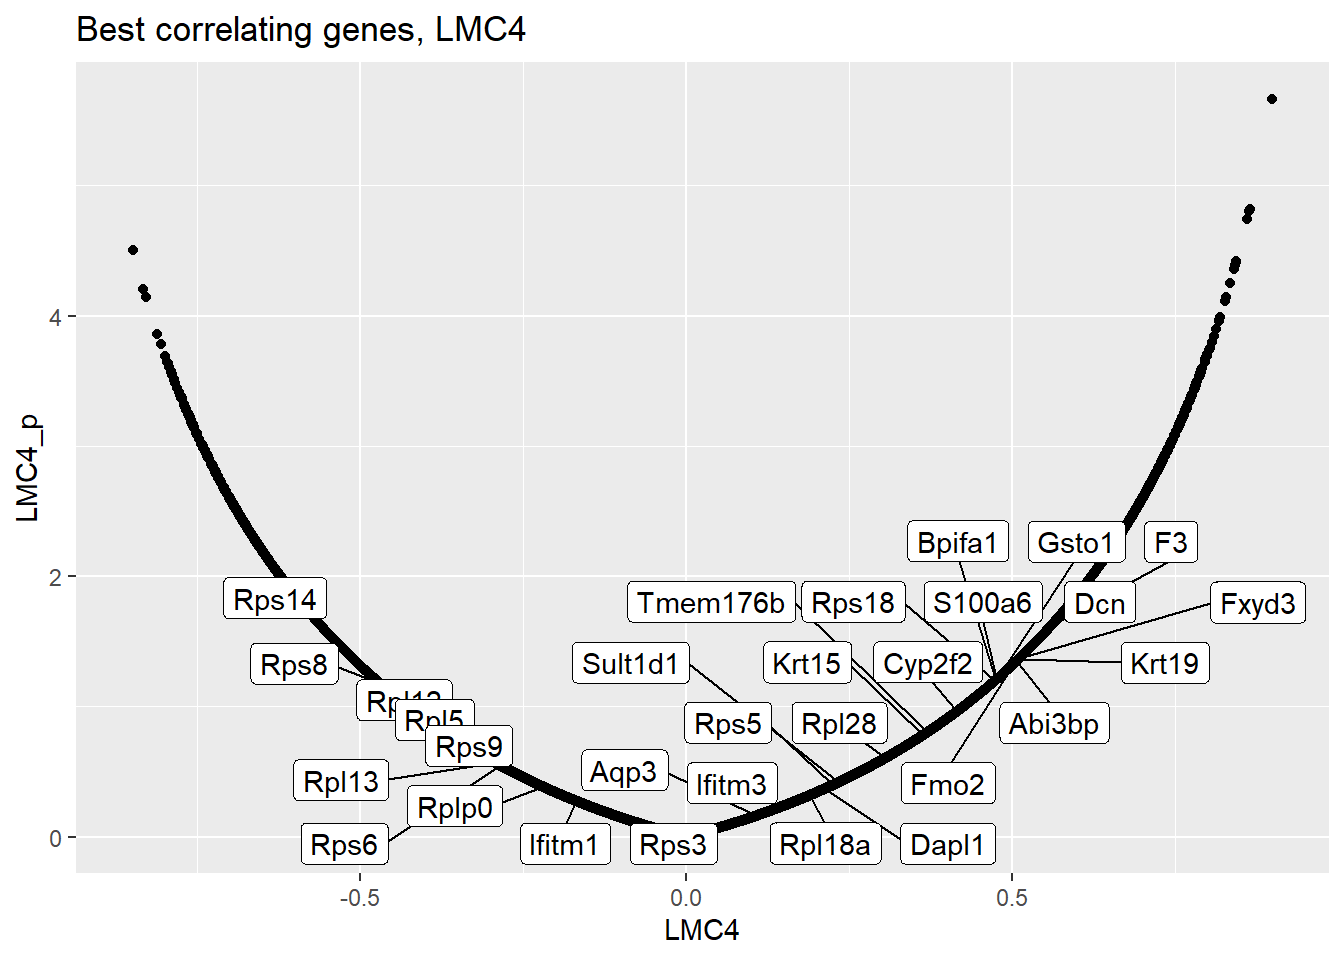 Best correlating genes, LMC4
LMC4_p
4
2
0
Bpifa1 Gsto1 F3
Rps14 Tmem176b Rps18 S100a6 Dcn Fxyd3
Rps8 Sult1d1 Krt15 Cyp2f2 Krt19
Rpl5 Rps5 Rpl28 Abi3bp
Rps9
Rpl13 Aqp3 Ifitm3 Fmo2
Rplp0
Rps6 Ifitm1 Rps3 Rpl18a Dapl1
-0.5 0.0 0.5
LMC4